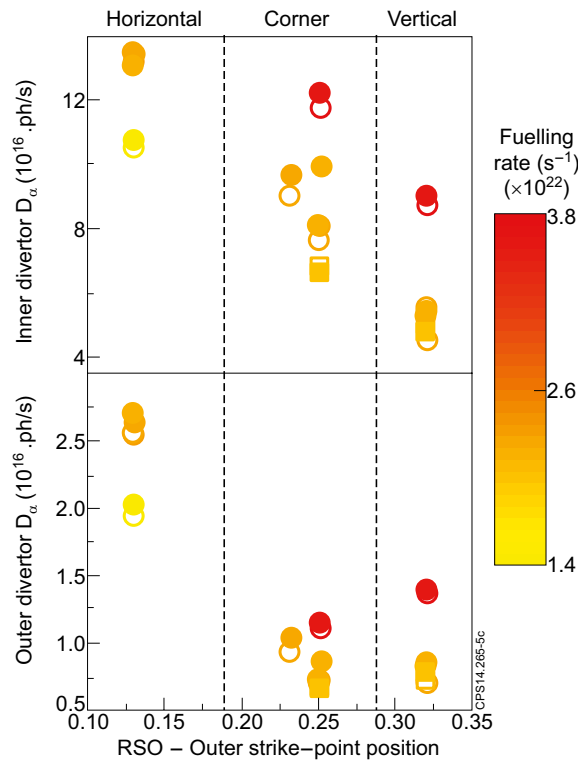 Horizontal Corner Vertical
12
8
4
Inner divertor Dα (10¹⁶ .ph/s)
2.5
2.0
1.5
1.0
0.5
Outer divertor Dα (10¹⁶ .ph/s)
0.10 0.15 0.20 0.25 0.30 0.35
RSO – Outer strike–point position
CPS14.265-5c
Fuelling
rate (s⁻¹)
(×10²²)
3.8
2.6
1.4